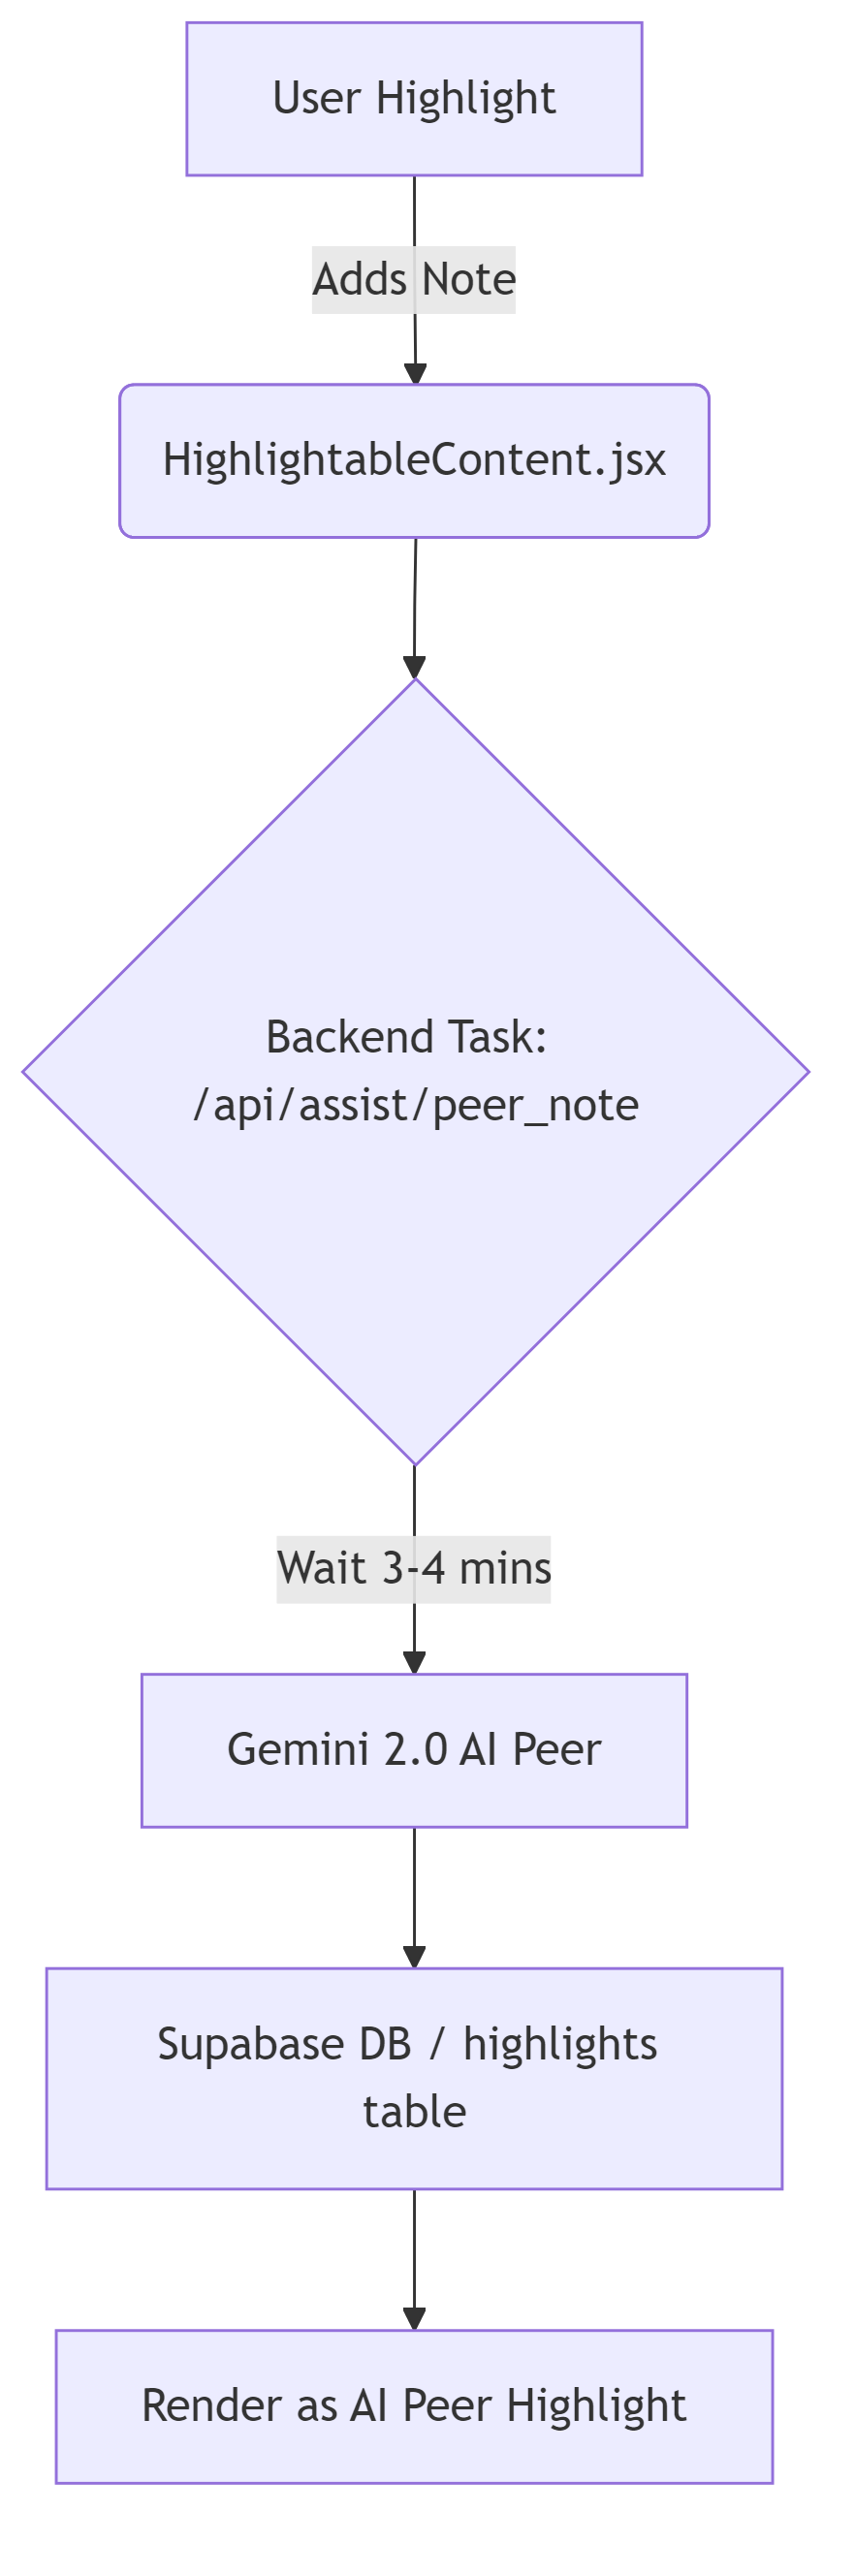 User Highlight
Adds Note
HighlightableContent.jsx
Backend Task:
/api/assist/peer_note
Wait 3-4 mins
Gemini 2.0 AI Peer
Supabase DB / highlights
table
Render as AI Peer Highlight